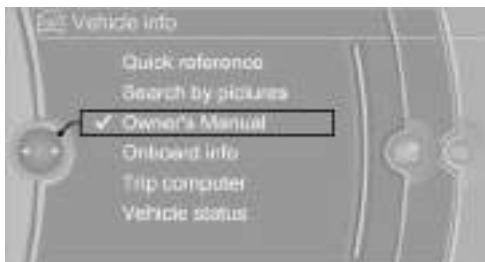 Vehicle info
Quick reference
Search by pictures
Owner's Manual
Onboard info
Trip computer
Vehicle status